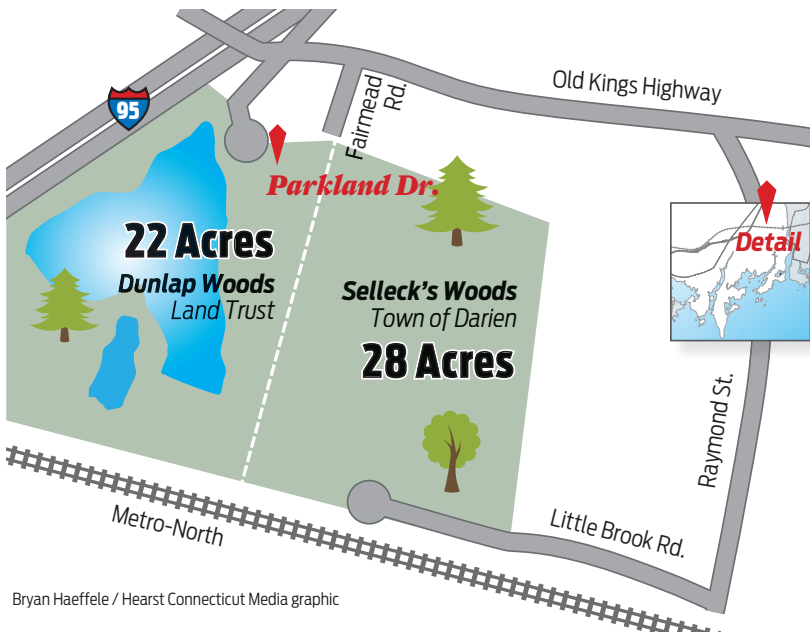 95
Old Kings Highway
Fairmead
Rd.
Parkland Dr.
22 Acres
Dunlap Woods
Land Trust
Selleck's Woods
Town of Darien
28 Acres
Detail
Raymond St.
Little Brook Rd.
Metro-North
Bryan Haeffele / Hearst Connecticut Media graphic